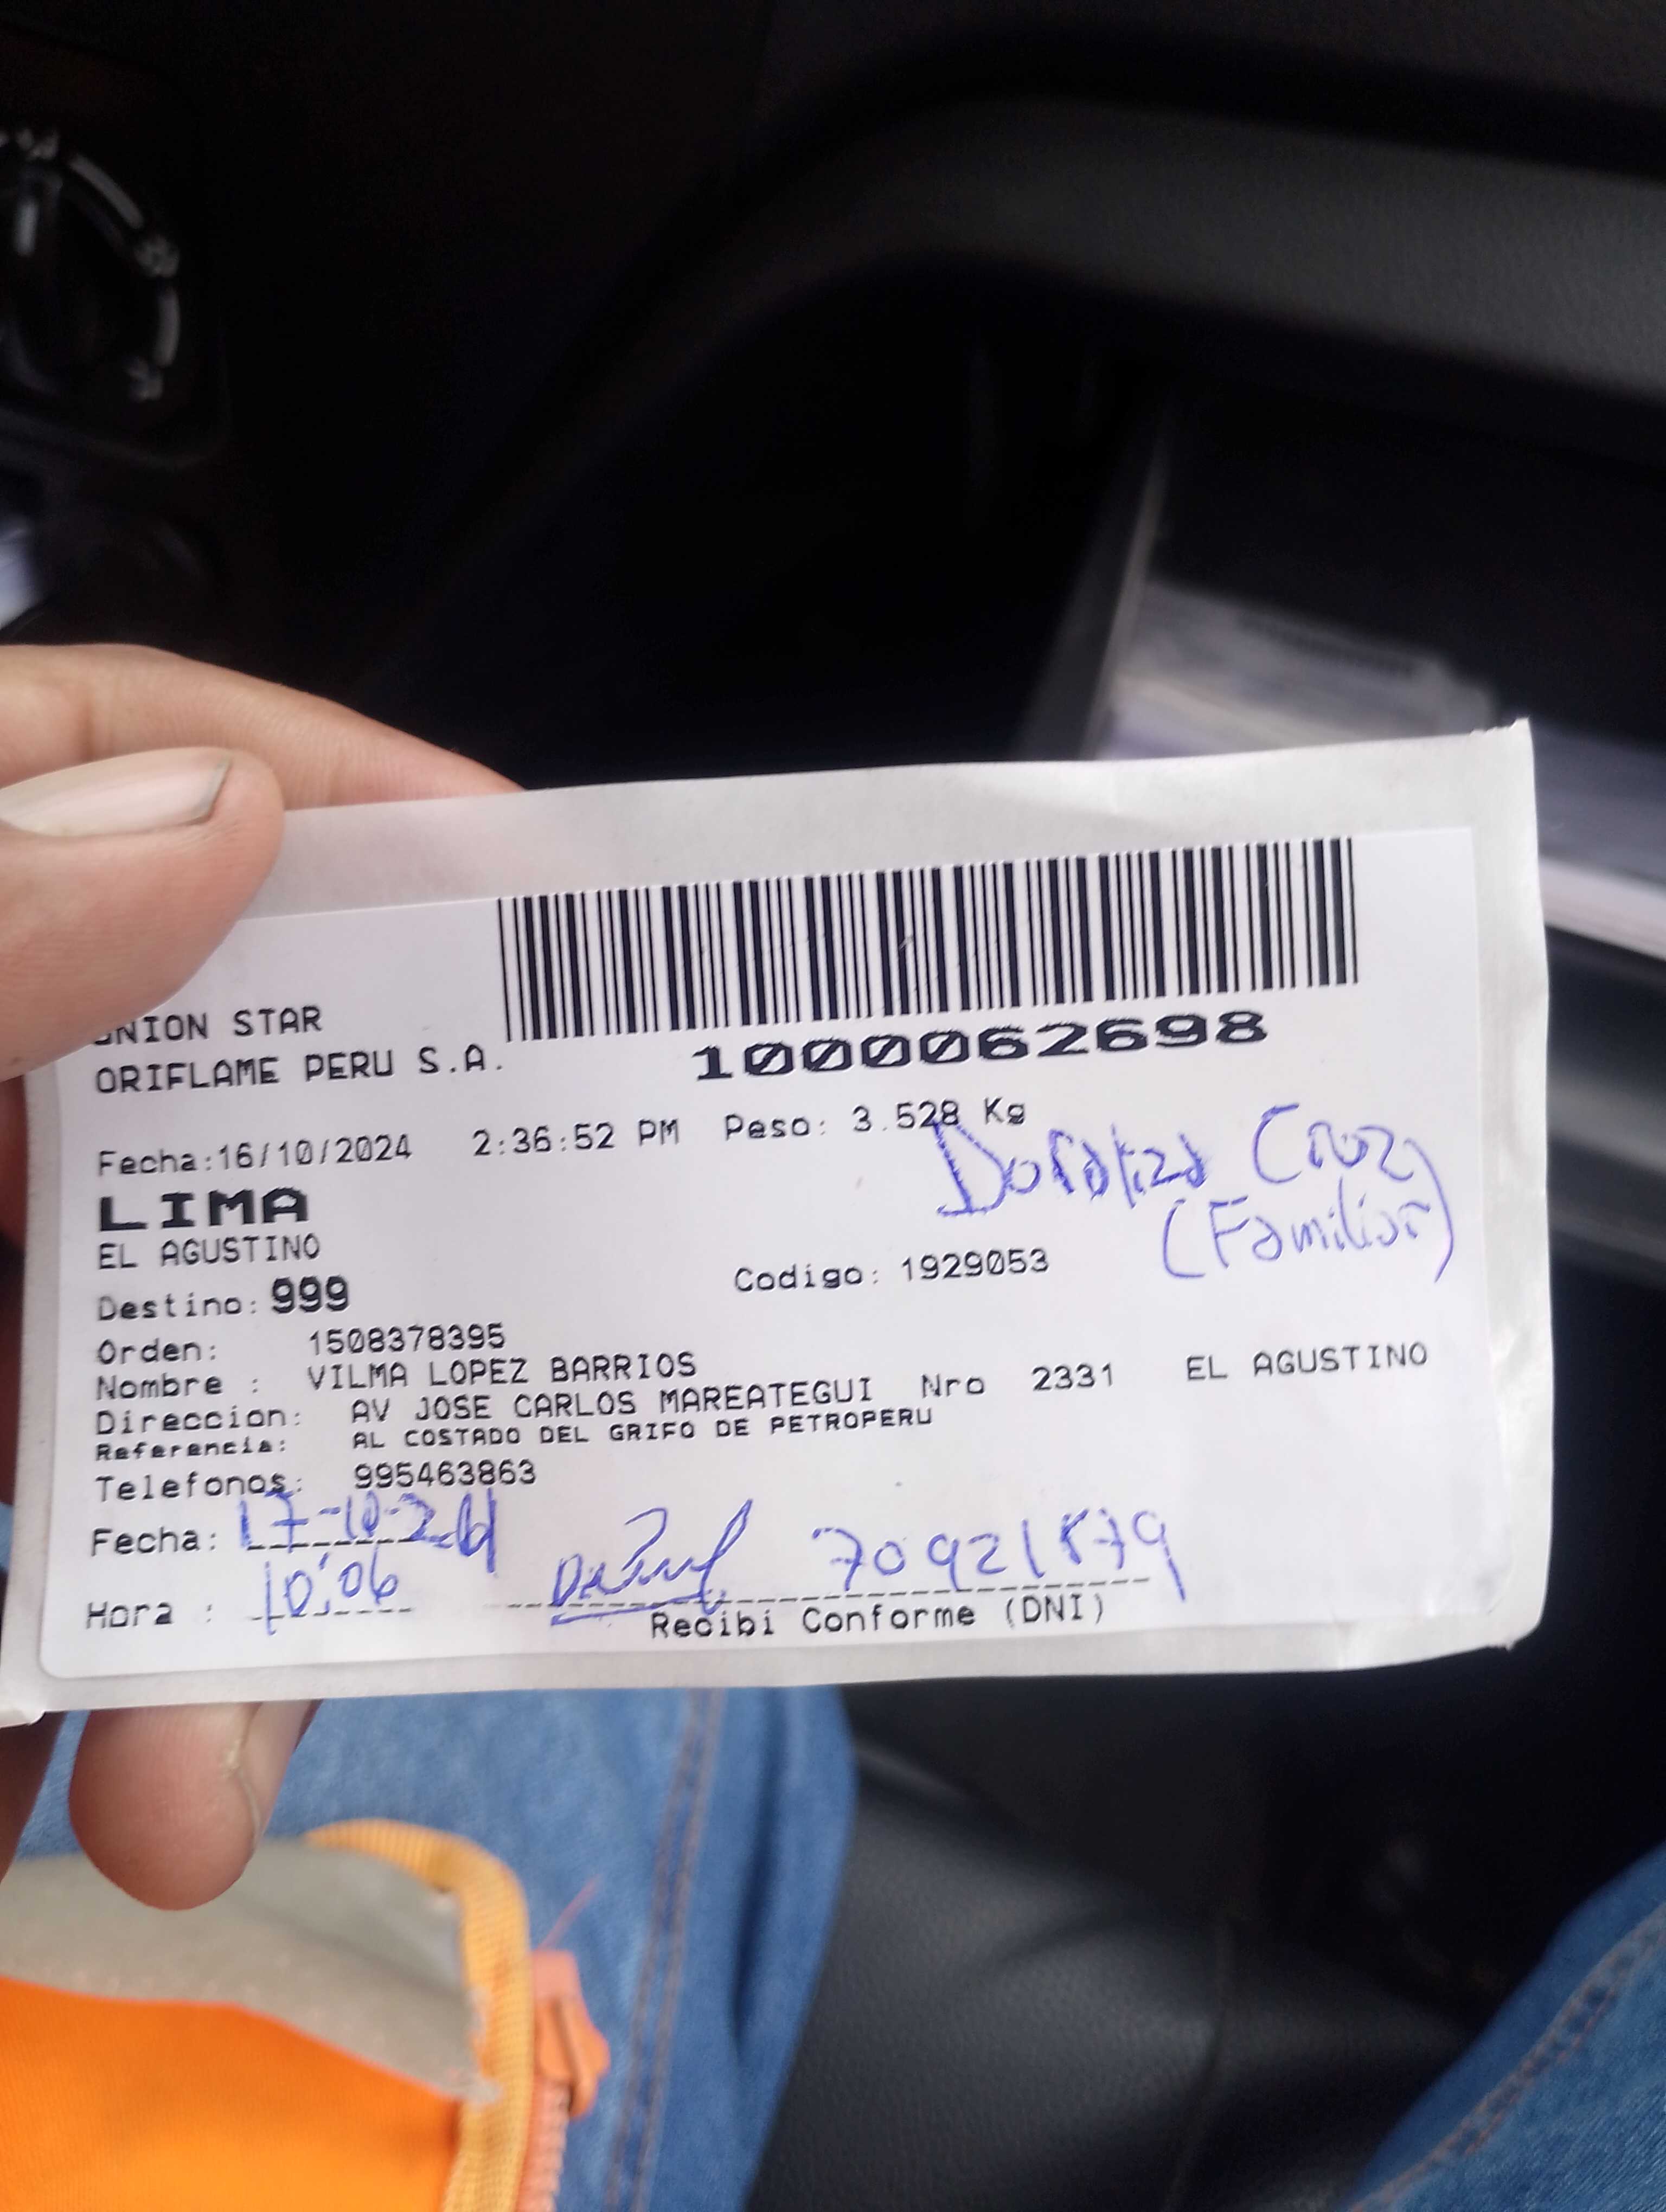 UNION STAR
ORIFLAME PERU S.A.
1000062698
Fecha:16/10/2024 2:36:52 PM Peso: 3.528 Kg
Doraliza Cruz
(Familiar)
LIMA
EL AGUSTINO
Destino: 999
Codigo: 1929053
Orden: 1508378395
Nombre : VILMA LOPEZ BARRIOS
Direccion: AV JOSE CARLOS MAREATEGUI Nro 2331 EL AGUSTINO
Referencia: AL COSTADO DEL GRIFO DE PETROPERU
Telefonos: 995463863
Fecha: 17-10-24
Hora : 10:06 70921879
Recibi Conforme (DNI)